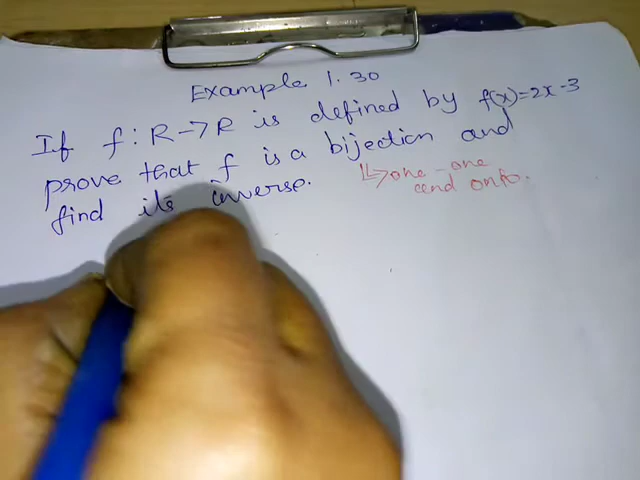 Example 1.30
If f: R→R is defined by f(x)=2x-3
prove that f is a bijection and
find its inverse.
↳ one-one
and onto.